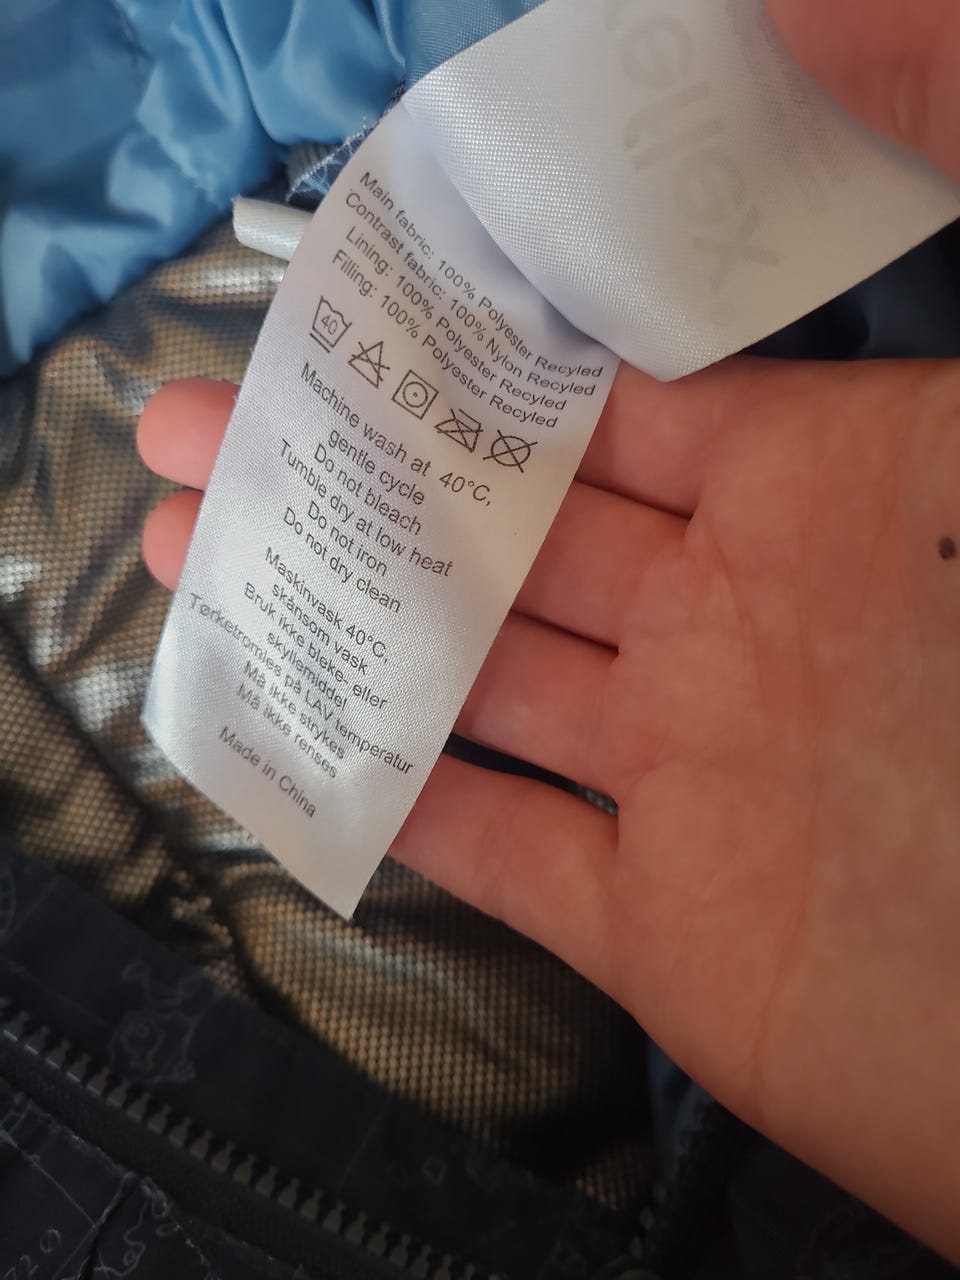 ellex
Main fabric: 100% Polyester Recyled
Contrast fabric: 100% Nylon Recyled
Lining: 100% Polyester Recyled
Filling: 100% Polyester Recyled
40
Machine wash at 40°C,
gentle cycle
Do not bleach
Tumble dry at low heat
Do not iron
Do not dry clean
Maskinvask 40°C,
skånsom vask
Bruk ikke bleke- eller
skyllemiddel
Tørketromles på LAV temperatur
Må ikke strykes
Må ikke renses
Made in China